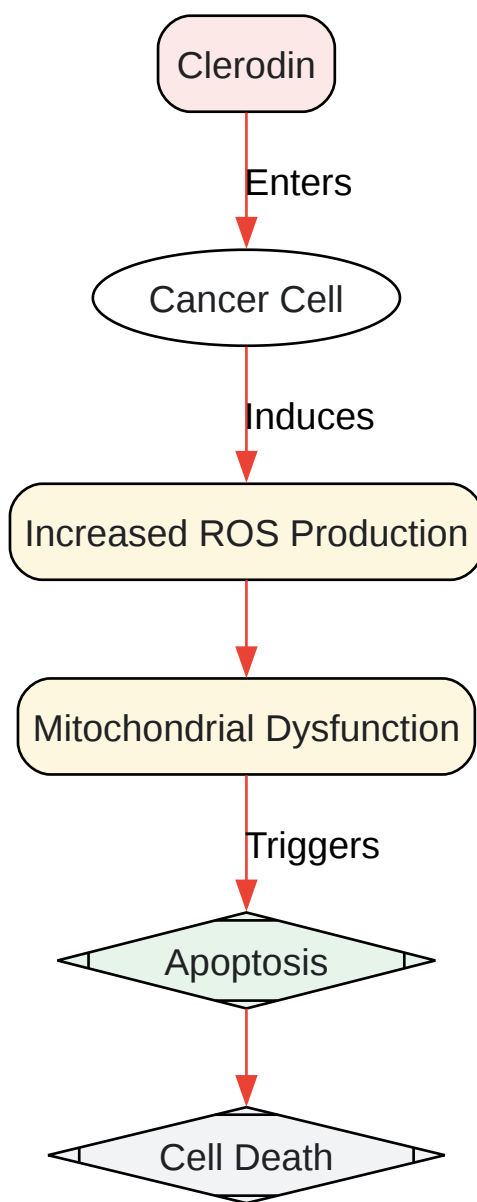 Clerodin
Enters
Cancer Cell
Induces
Increased ROS Production
Mitochondrial Dysfunction
Triggers
Apoptosis
Cell Death